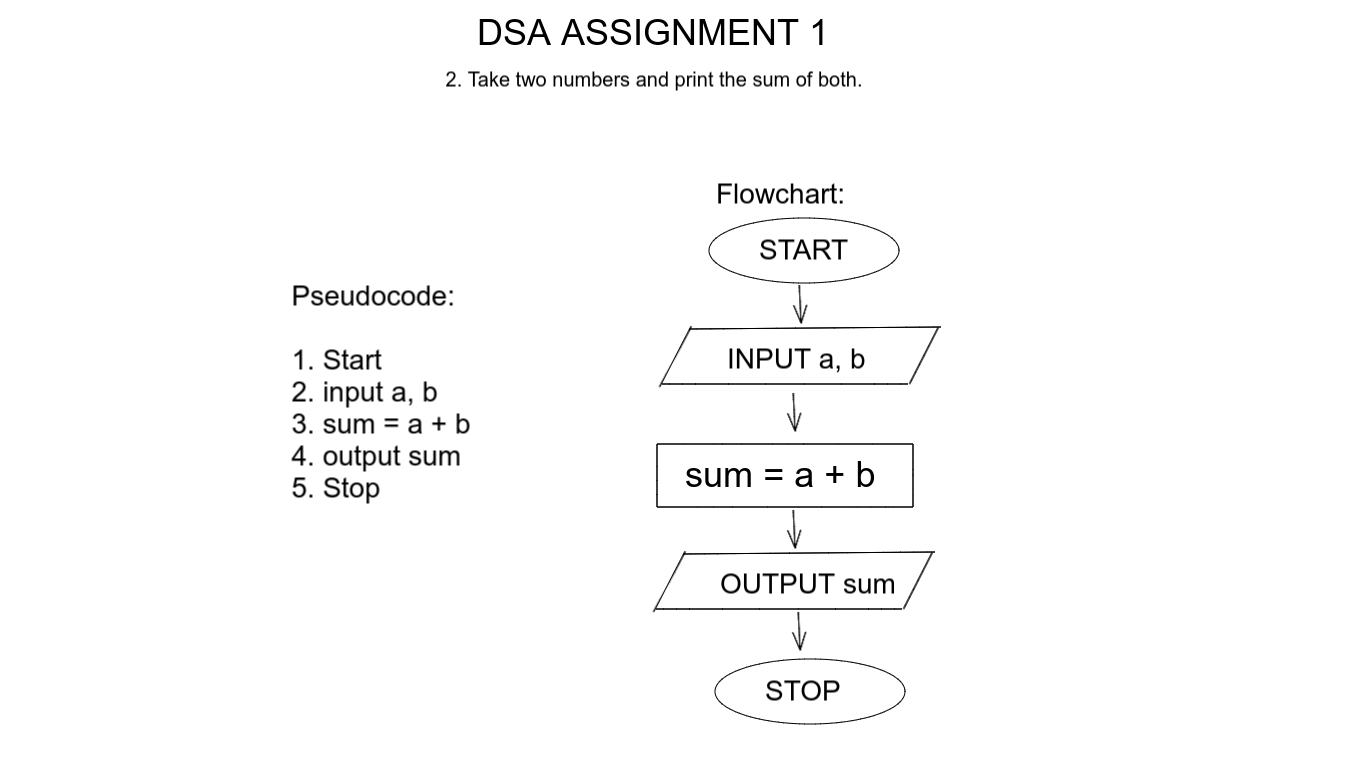 DSA ASSIGNMENT 1
2. Take two numbers and print the sum of both.
Pseudocode:
1. Start
2. input a, b
3. sum = a + b
4. output sum
5. Stop
Flowchart:
START
INPUT a, b
sum = a + b
OUTPUT sum
STOP